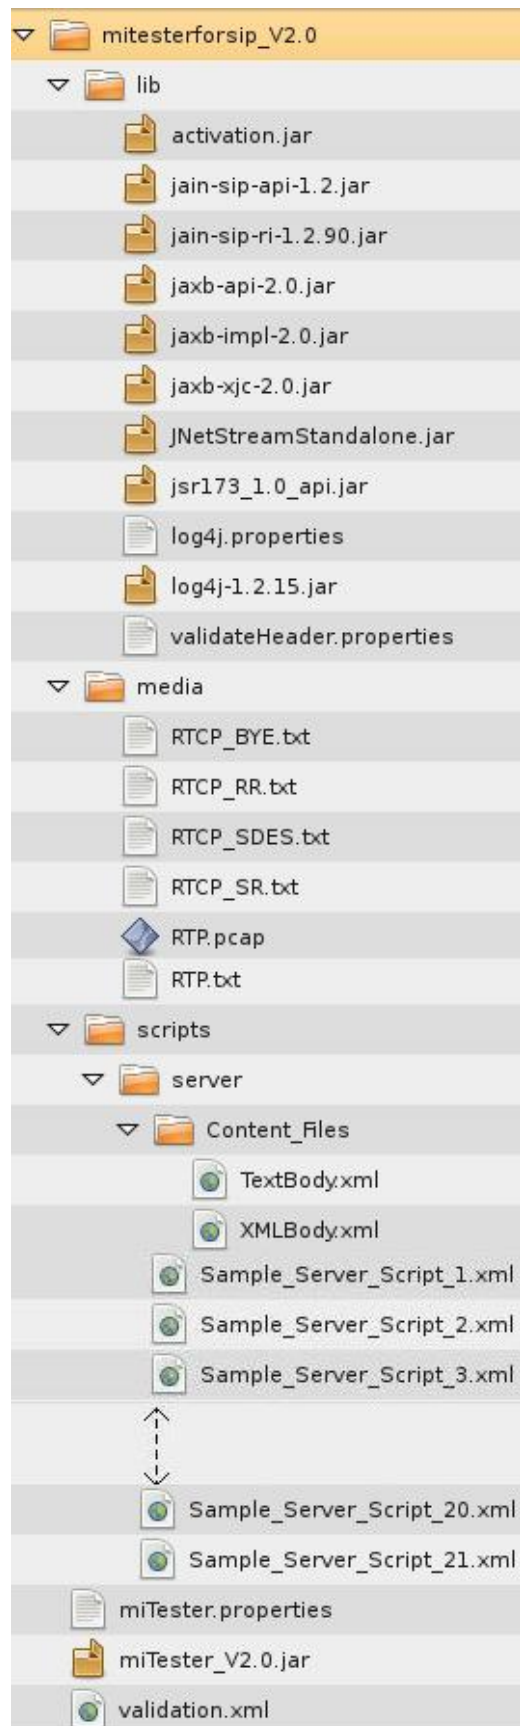 mitesterforsip_V2.0
lib
activation.jar
jain-sip-api-1.2.jar
jain-sip-ri-1.2.90.jar
jaxb-api-2.0.jar
jaxb-impl-2.0.jar
jaxb-xjc-2.0.jar
JNetStreamStandalone.jar
jsr173_1.0_api.jar
log4j.properties
log4j-1.2.15.jar
validateHeader.properties
media
RTCP_BYE.txt
RTCP_RR.txt
RTCP_SDES.txt
RTCP_SR.txt
RTP.pcap
RTP.txt
scripts
server
Content_Files
TextBody.xml
XMLBody.xml
Sample_Server_Script_1.xml
Sample_Server_Script_2.xml
Sample_Server_Script_3.xml
Sample_Server_Script_20.xml
Sample_Server_Script_21.xml
miTester.properties
miTester_V2.0.jar
validation.xml